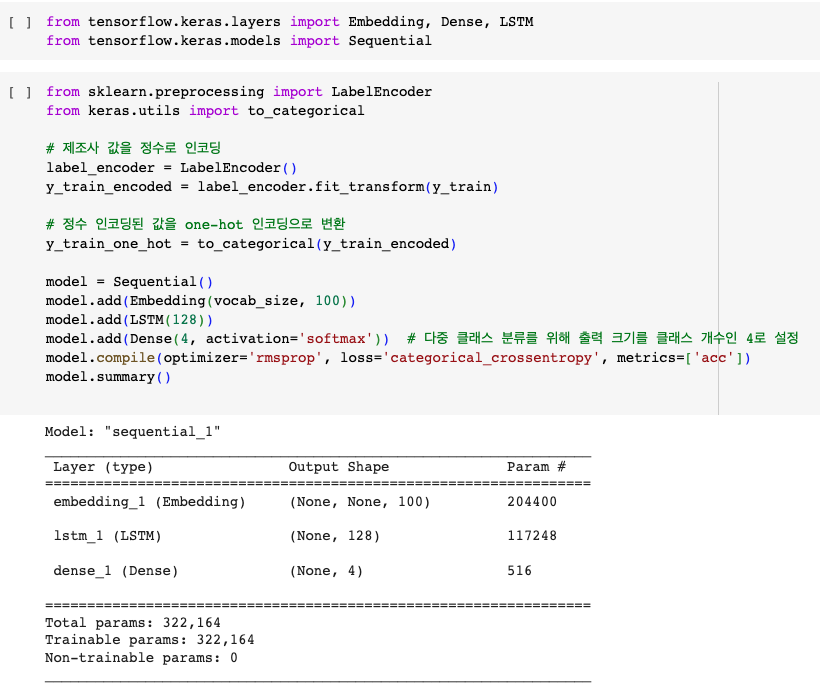 [ ] from tensorflow.keras.layers import Embedding, Dense, LSTM
from tensorflow.keras.models import Sequential
[ ] from sklearn.preprocessing import LabelEncoder
from keras.utils import to_categorical
# 제조사 값을 정수로 인코딩
label_encoder = LabelEncoder()
y_train_encoded = label_encoder.fit_transform(y_train)
# 정수 인코딩된 값을 one-hot 인코딩으로 변환
y_train_one_hot = to_categorical(y_train_encoded)
model = Sequential()
model.add(Embedding(vocab_size, 100))
model.add(LSTM(128))
model.add(Dense(4, activation='softmax'))  # 다중 클래스 분류를 위해 출력 크기를 클래스 개수인 4로 설정
model.compile(optimizer='rmsprop', loss='categorical_crossentropy', metrics=['acc'])
model.summary()
Model: "sequential_1"
_________________________________________________________________
Layer (type)                Output Shape              Param #
=================================================================
embedding_1 (Embedding)     (None, None, 100)         204400
lstm_1 (LSTM)               (None, 128)               117248
dense_1 (Dense)             (None, 4)                 516
=================================================================
Total params: 322,164
Trainable params: 322,164
Non-trainable params: 0
_________________________________________________________________